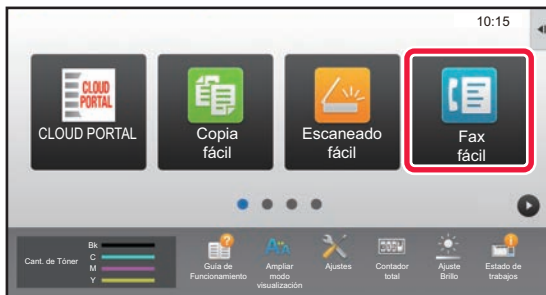 10:15
CLOUD
PORTAL
CLOUD PORTAL
Copia
fácil
Escaneado
fácil
Fax
fácil
Cant. de Tóner
Bk
C
M
Y
Guía de
Funcionamiento
Ampliar
modo
visualización
Ajustes
Contador
total
Ajuste
Brillo
Estado de
trabajos